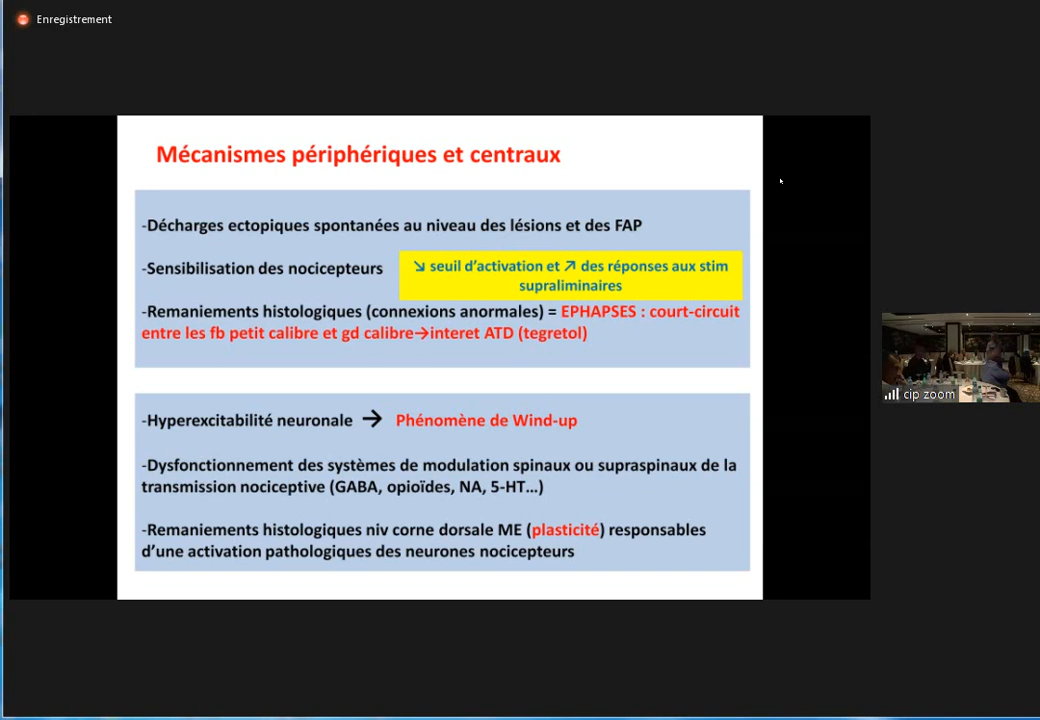 Enregistrement
Mécanismes périphériques et centraux
-Décharges ectopiques spontanées au niveau des lésions et des FAP
-Sensibilisation des nocicepteurs
↘ seuil d'activation et ↗ des réponses aux stim
supraliminaires
-Remaniements histologiques (connexions anormales) = EPHAPSES : court-circuit
entre les fb petit calibre et gd calibre→interet ATD (tegretol)
-Hyperexcitabilité neuronale → Phénomène de Wind-up
-Dysfonctionnement des systèmes de modulation spinaux ou supraspinaux de la
transmission nociceptive (GABA, opioïdes, NA, 5-HT…)
-Remaniements histologiques niv corne dorsale ME (plasticité) responsables
d'une activation pathologiques des neurones nocicepteurs
cip zoom